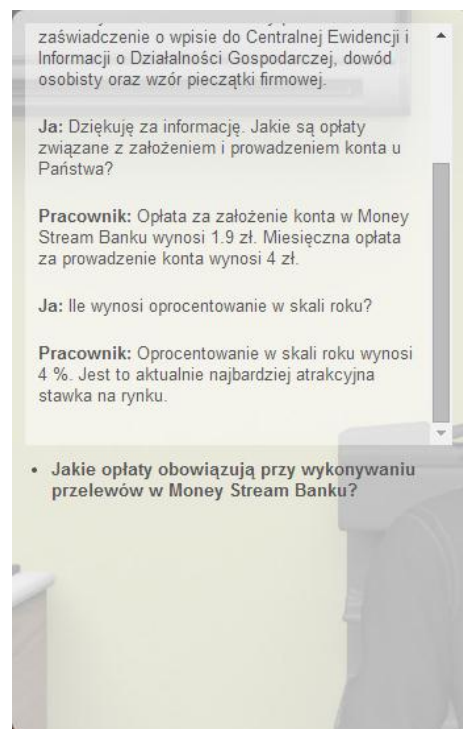 zaświadczenie o wpisie do Centralnej Ewidencji i
Informacji o Działalności Gospodarczej, dowód
osobisty oraz wzór pieczątki firmowej.
Ja: Dziękuję za informację. Jakie są opłaty
związane z założeniem i prowadzeniem konta u
Państwa?
Pracownik: Opłata za założenie konta w Money
Stream Banku wynosi 1.9 zł. Miesięczna opłata
za prowadzenie konta wynosi 4 zł.
Ja: Ile wynosi oprocentowanie w skali roku?
Pracownik: Oprocentowanie w skali roku wynosi
4 %. Jest to aktualnie najbardziej atrakcyjna
stawka na rynku.
• Jakie opłaty obowiązują przy wykonywaniu
przelewów w Money Stream Banku?